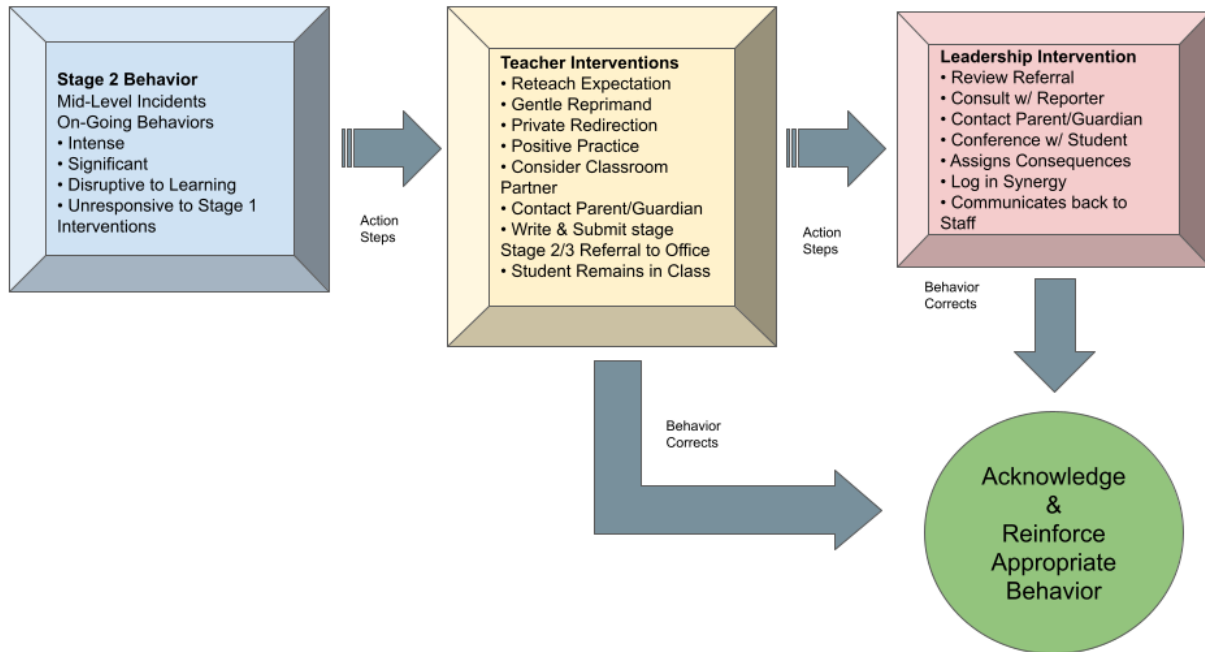 Stage 2 Behavior
Mid-Level Incidents
On-Going Behaviors
• Intense
• Significant
• Disruptive to Learning
• Unresponsive to Stage 1
Interventions
Action
Steps
Teacher Interventions
• Reteach Expectation
• Gentle Reprimand
• Private Redirection
• Positive Practice
• Consider Classroom
Partner
• Contact Parent/Guardian
• Write & Submit stage
Stage 2/3 Referral to Office
• Student Remains in Class
Action
Steps
Leadership Intervention
• Review Referral
• Consult w/ Reporter
• Contact Parent/Guardian
• Conference w/ Student
• Assigns Consequences
• Log in Synergy
• Communicates back to
Staff
Behavior
Corrects
Behavior
Corrects
Acknowledge
&
Reinforce
Appropriate
Behavior